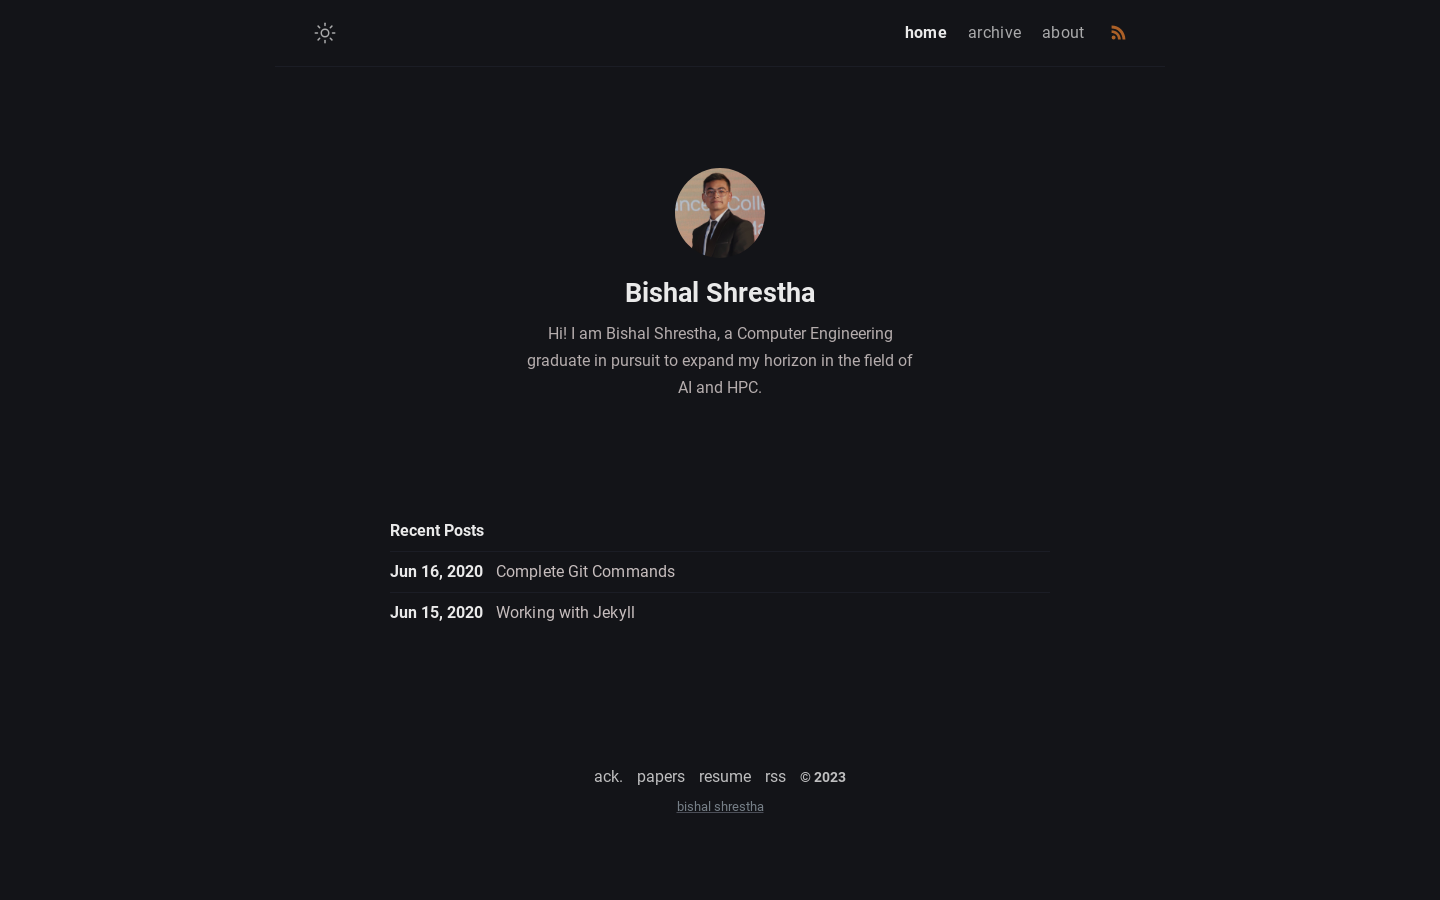 home archive about
Bishal Shrestha
Hi! I am Bishal Shrestha, a Computer Engineering
graduate in pursuit to expand my horizon in the field of
AI and HPC.
Recent Posts
Jun 16, 2020 Complete Git Commands
Jun 15, 2020 Working with Jekyll
ack. papers resume rss © 2023
bishal shrestha